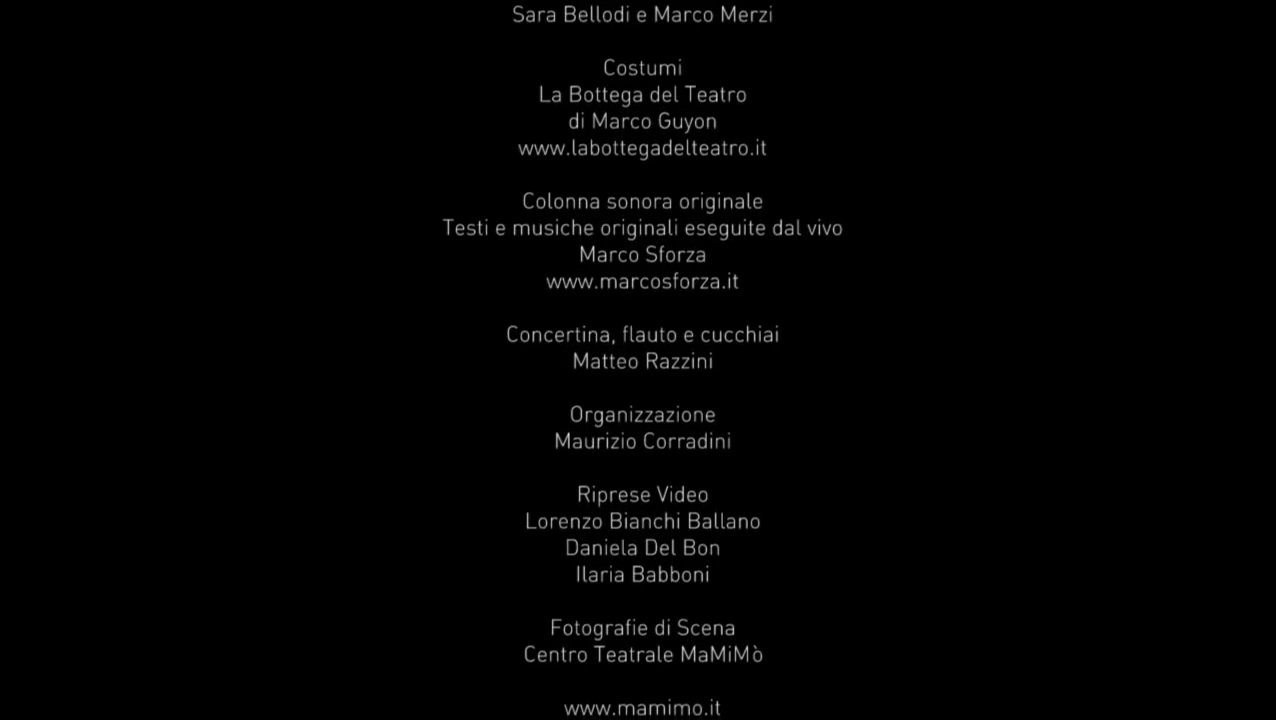 Sara Bellodi e Marco Merzi
Costumi
La Bottega del Teatro
di Marco Guyon
www.labottegadelteatro.it
Colonna sonora originale
Testi e musiche originali eseguite dal vivo
Marco Sforza
www.marcosforza.it
Concertina, flauto e cucchiai
Matteo Razzini
Organizzazione
Maurizio Corradini
Riprese Video
Lorenzo Bianchi Ballano
Daniela Del Bon
Ilaria Babboni
Fotografie di Scena
Centro Teatrale MaMiMò
www.mamimo.it